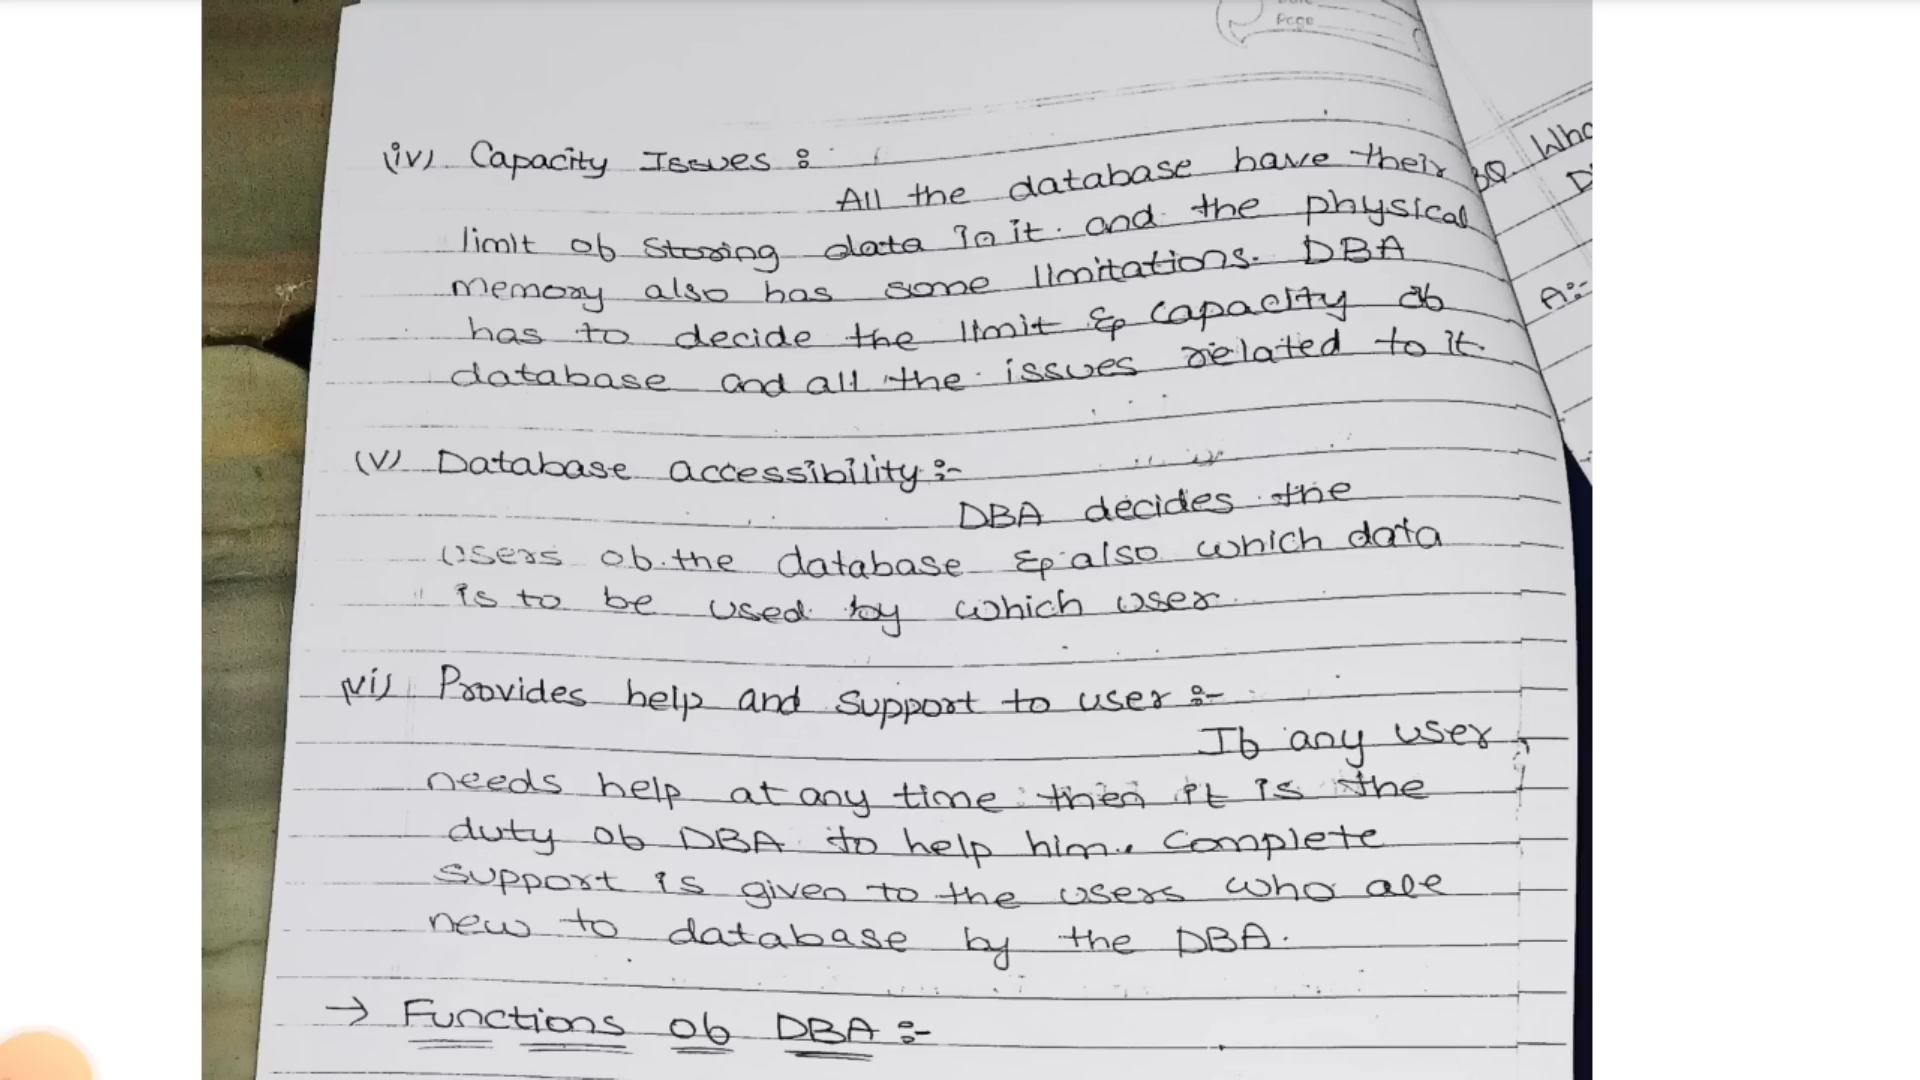 Page
(iv) Capacity Issues :
All the database have their
limit of storing data in it. and the physical
memory also has some limitations. DBA
has to decide the limit & capacity of
database and all the issues related to it.
(v) Database accessibility :-
DBA decides the
users of the database & also which data
is to be used by which user.
(vi) Provides help and support to user :-
If any user
needs help at any time then it is the
duty of DBA to help him. Complete
support is given to the users who are
new to database by the DBA.
→ Functions of DBA :-
A:-